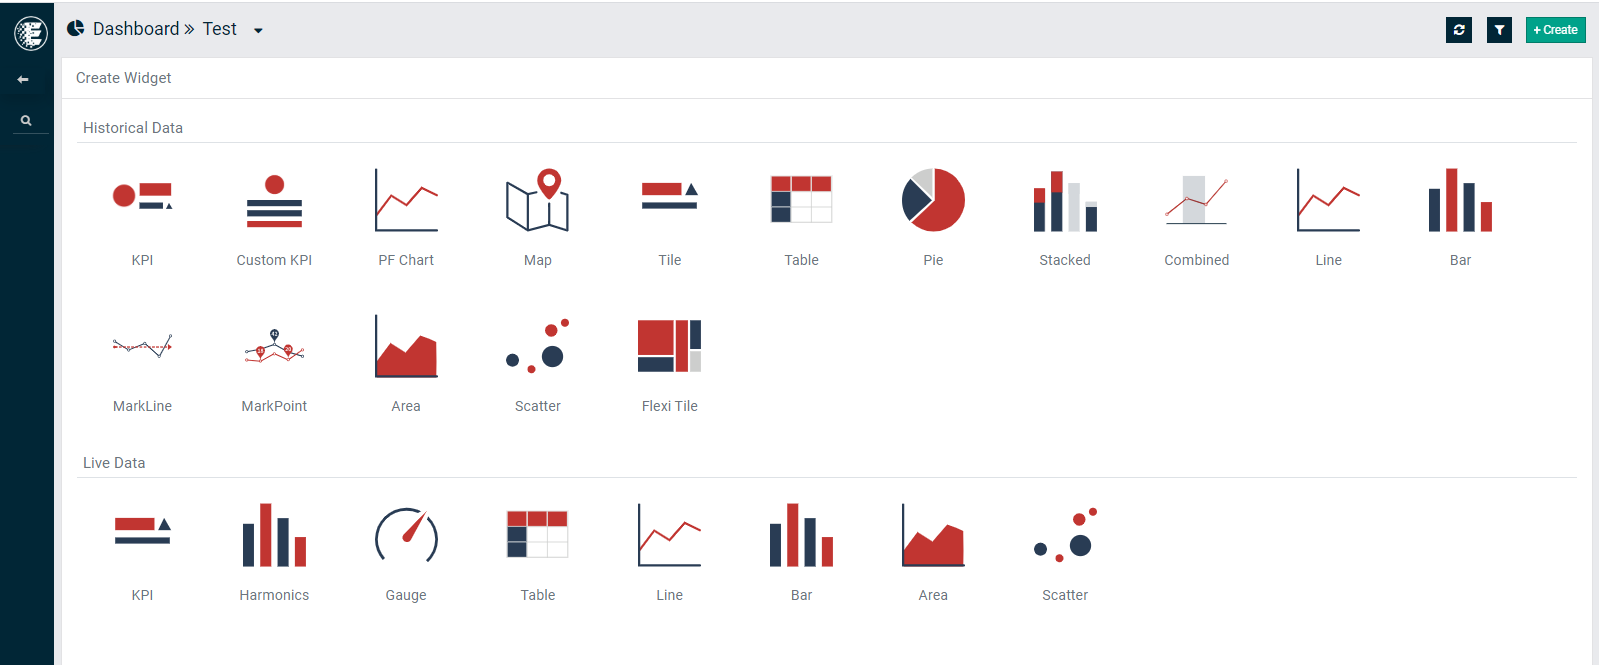 Dashboard » Test
+ Create
Create Widget
Historical Data
KPI Custom KPI PF Chart Map Tile Table Pie Stacked Combined Line Bar
MarkLine MarkPoint Area Scatter Flexi Tile
Live Data
KPI Harmonics Gauge Table Line Bar Area Scatter